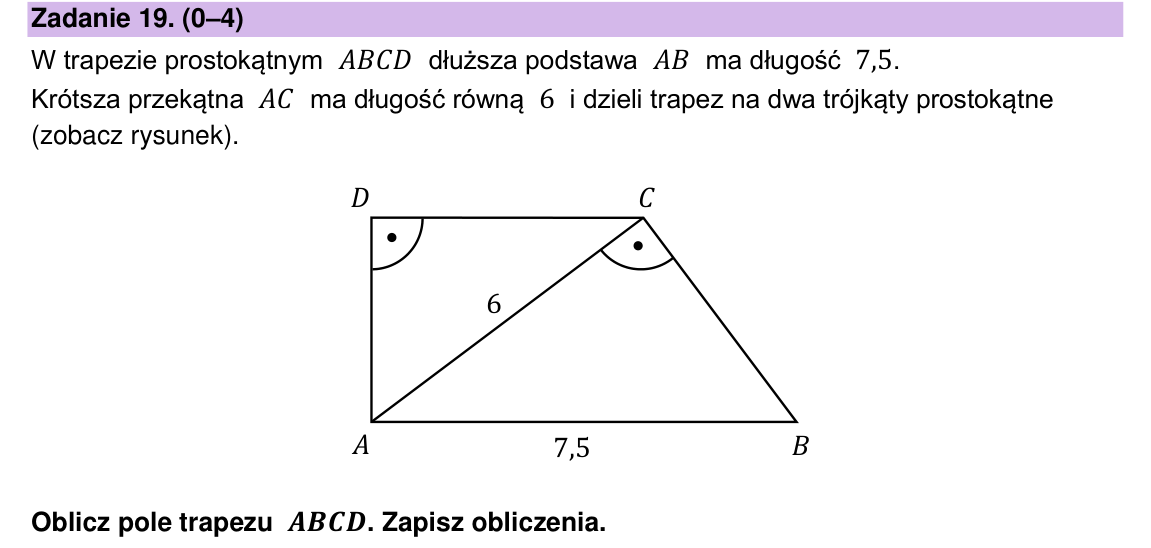 Zadanie 19. (0–4)
W trapezie prostokątnym ABCD dłuższa podstawa AB ma długość 7,5.
Krótsza przekątna AC ma długość równą 6 i dzieli trapez na dwa trójkąty prostokątne
(zobacz rysunek).
D C
6
A 7,5 B
Oblicz pole trapezu ABCD. Zapisz obliczenia.